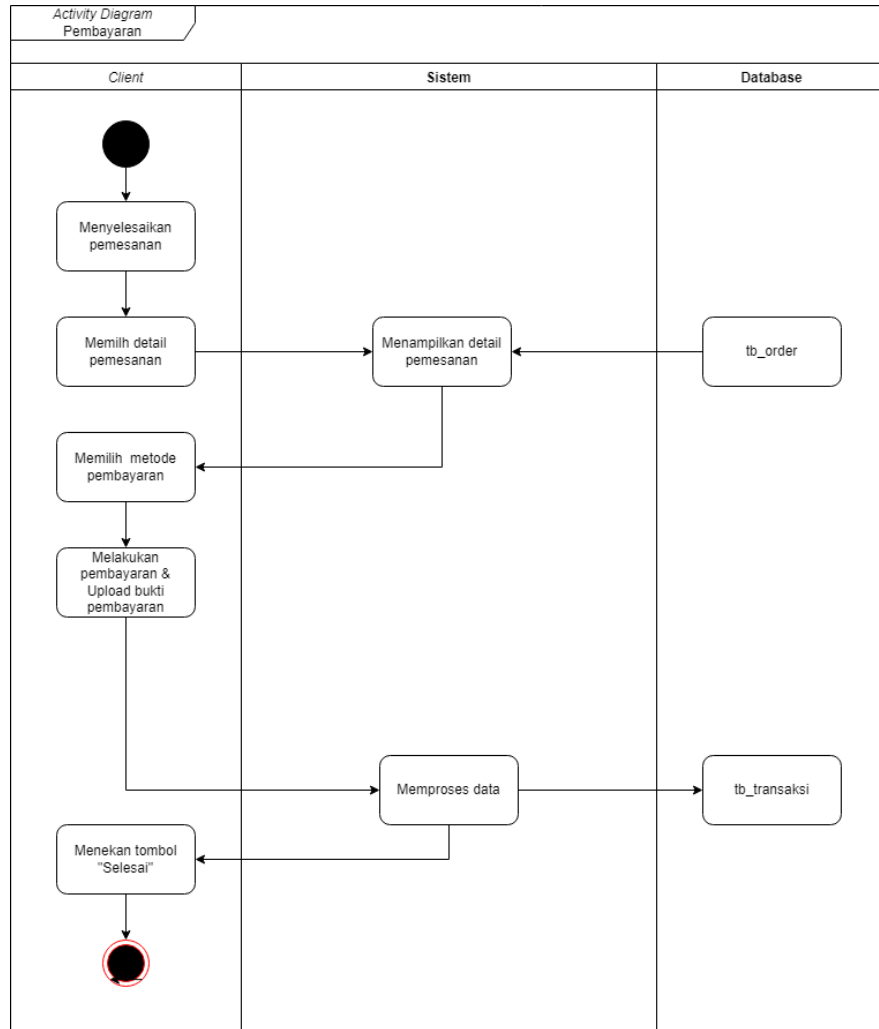 Activity Diagram
Pembayaran
Client
Sistem
Database
Menyelesaikan
pemesanan
Memilh detail
pemesanan
Menampilkan detail
pemesanan
tb_order
Memilih metode
pembayaran
Melakukan
pembayaran &
Upload bukti
pembayaran
Memproses data
tb_transaksi
Menekan tombol
"Selesai"